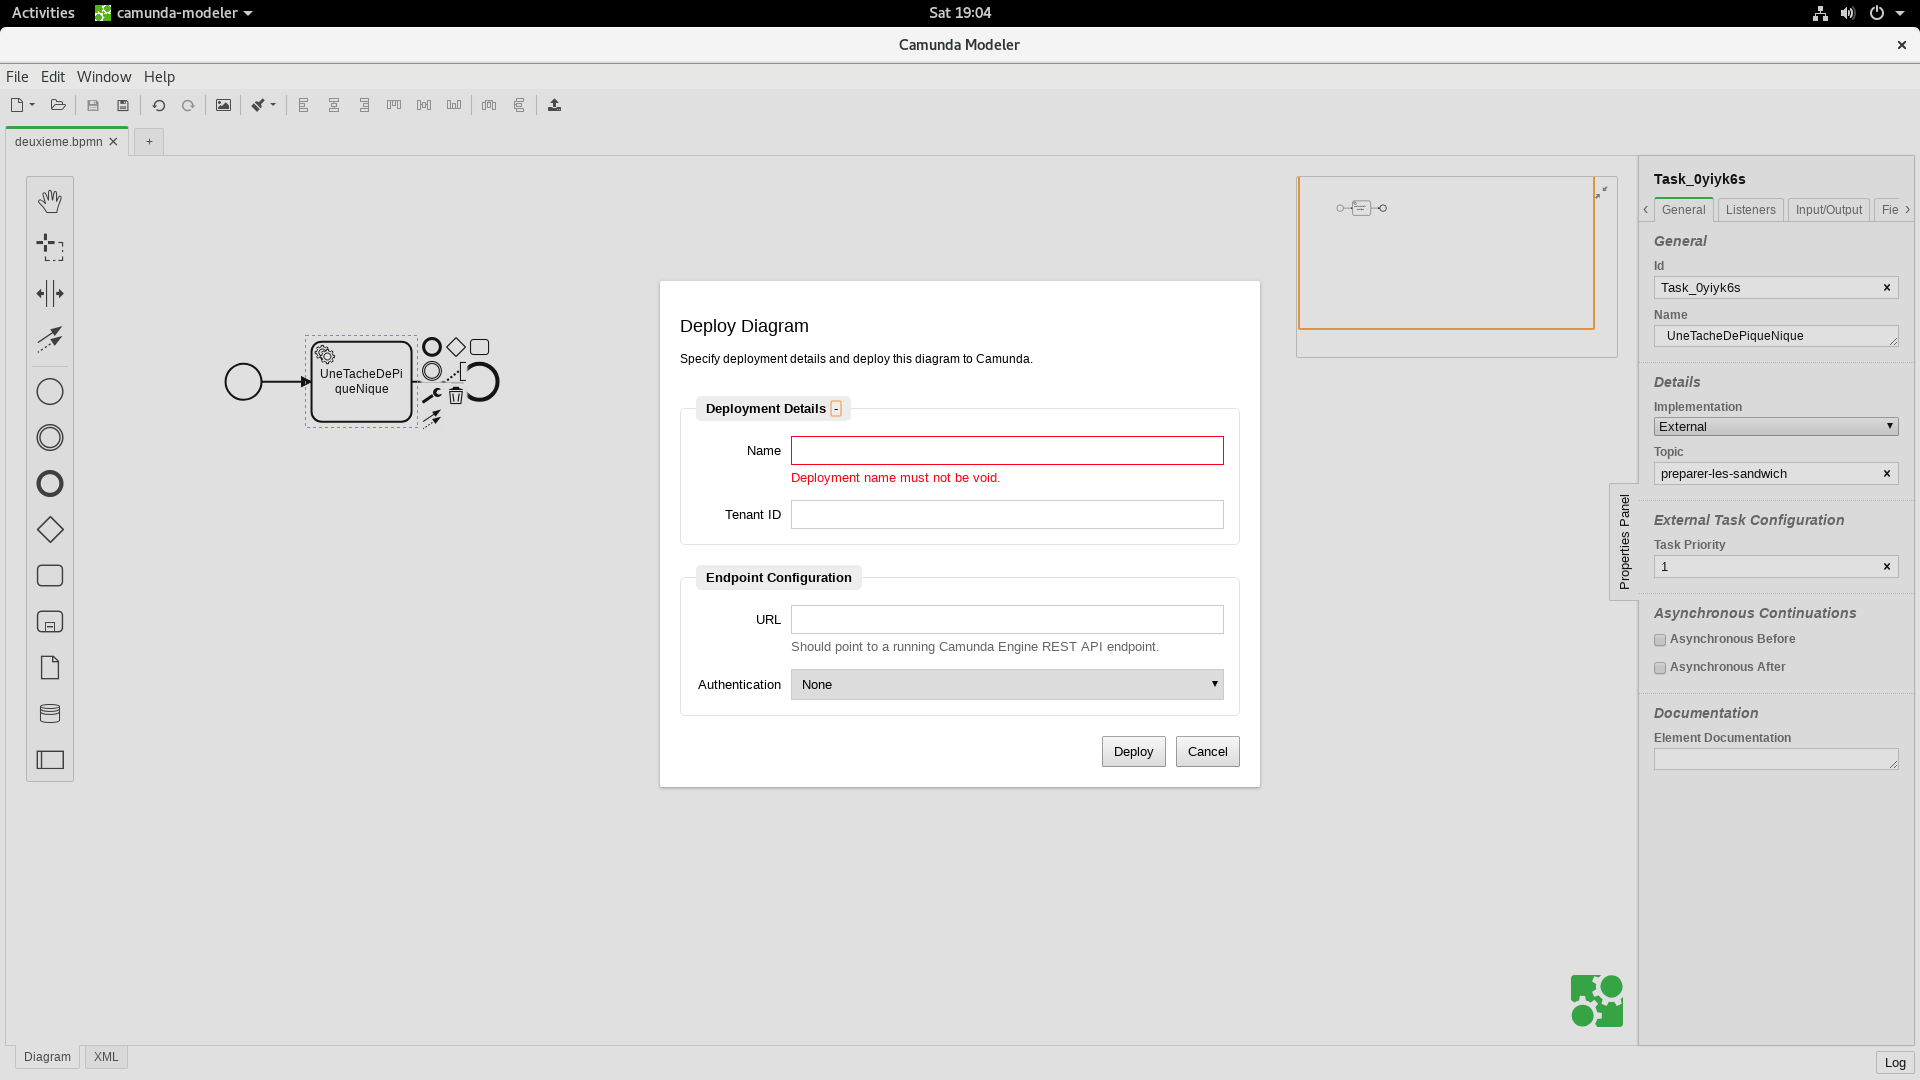 Activities
camunda-modeler
Sat 19:04
Camunda Modeler
File Edit Window Help
deuxieme.bpmn
+
UneTacheDePi
queNique
Task_0yiyk6s
General Listeners Input/Output Fie
General
Id
Task_0yiyk6s
Name
UneTacheDePiqueNique
Details
Implementation
External
Topic
preparer-les-sandwich
External Task Configuration
Task Priority
1
Asynchronous Continuations
Asynchronous Before
Asynchronous After
Documentation
Element Documentation
Properties Panel
Deploy Diagram
Specify deployment details and deploy this diagram to Camunda.
Deployment Details -
Name
Deployment name must not be void.
Tenant ID
Endpoint Configuration
URL
Should point to a running Camunda Engine REST API endpoint.
Authentication None
Deploy Cancel
Diagram XML
Log